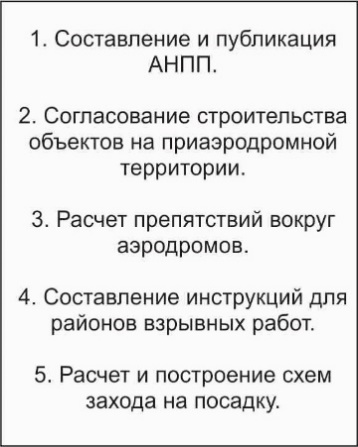 1. Составление и публикация
АНПП.
2. Согласование строительства
объектов на приаэродромной
территории.
3. Расчет препятствий вокруг
аэродромов.
4. Составление инструкций для
районов взрывных работ.
5. Расчет и построение схем
захода на посадку.